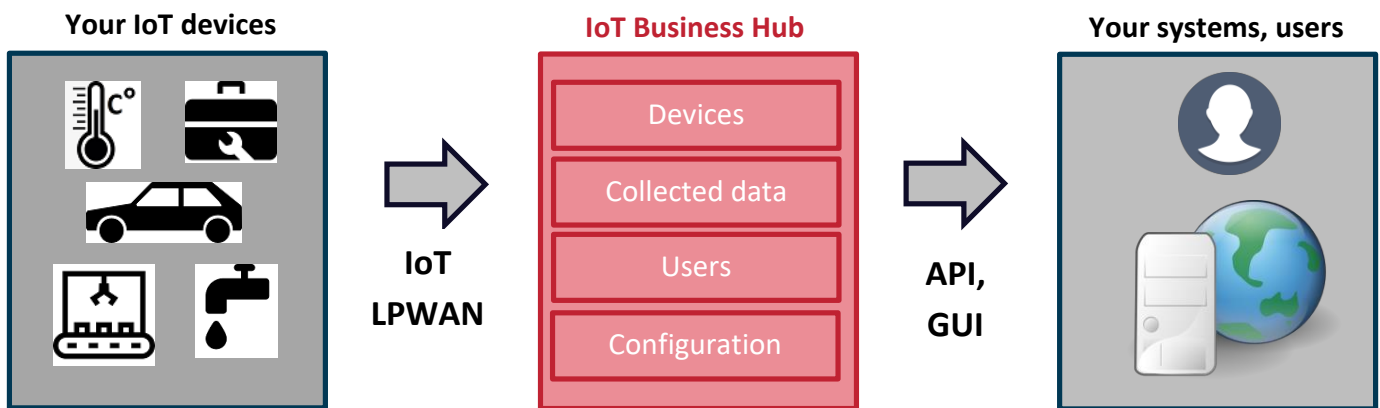 Your IoT devices
IoT Business Hub
Your systems, users
C°
Devices
Collected data
Users
Configuration
IoT
LPWAN
API,
GUI